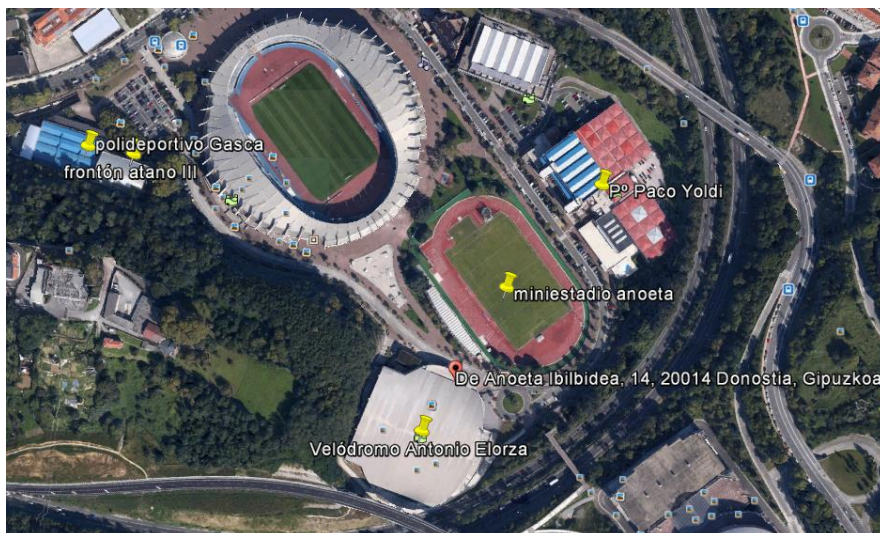 polideportivo Gasca
frontón atano III
Pº Paco Yoldi
miniestadio anoeta
De Anoeta Ibilbidea, 14, 20014 Donostia, Gipuzkoa
Velódromo Antonio Elorza